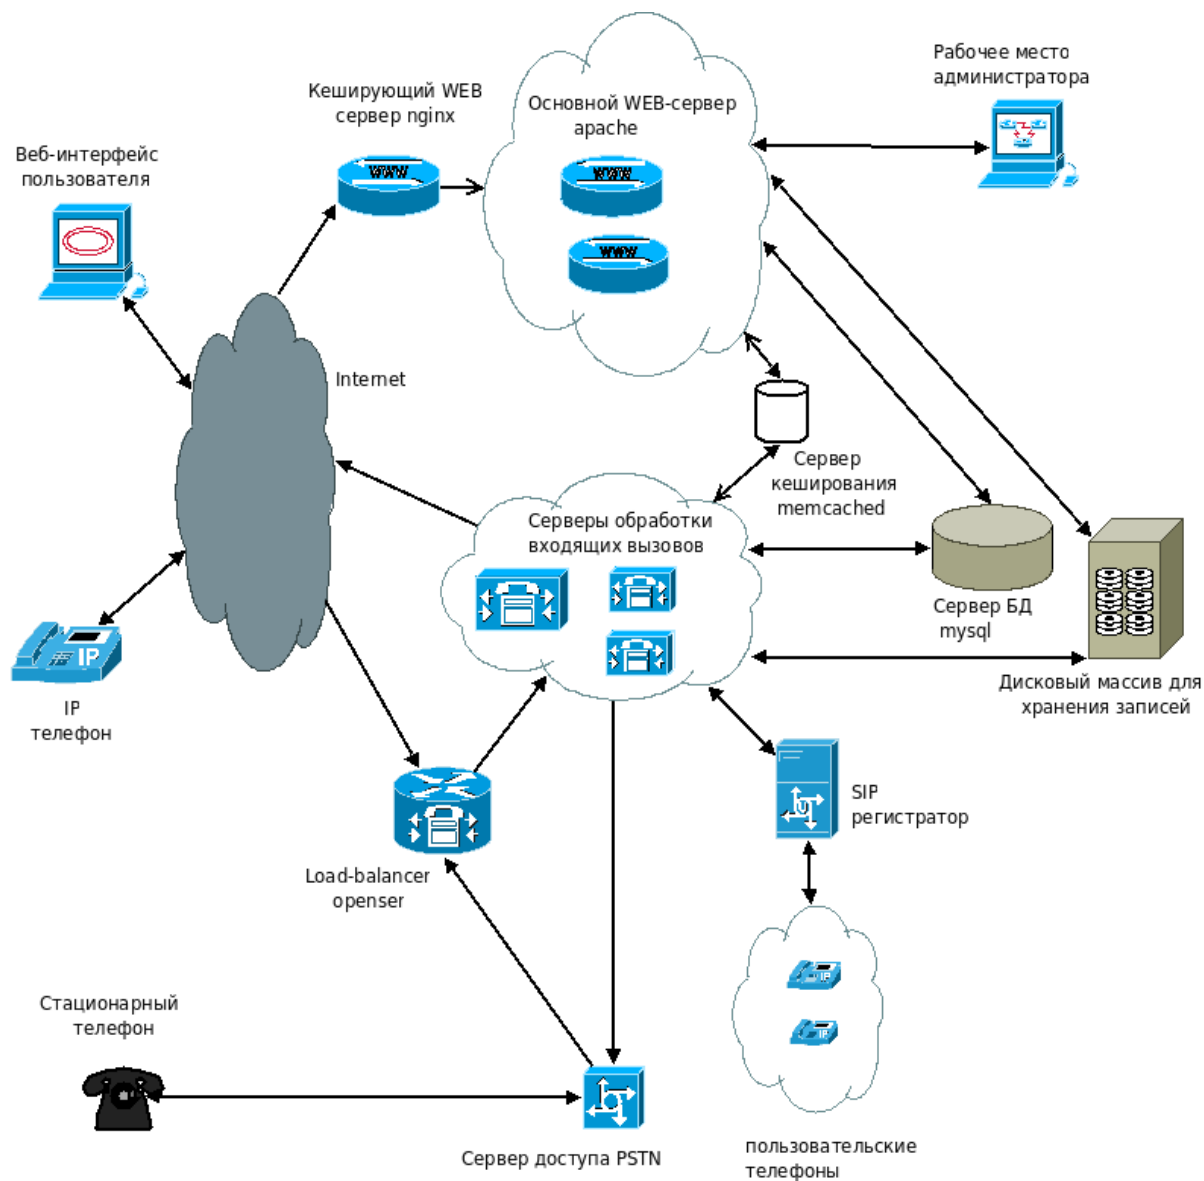 Рабочее место
администратора
Кеширующий WEB
сервер nginx
Основной WEB-сервер
apache
Веб-интерфейс
пользователя
www
www
www
Internet
Сервер
кеширования
memcached
Серверы обработки
входящих вызовов
Сервер БД
mysql
IP
IP
телефон
Дисковый массив для
хранения записей
SIP
регистратор
Load-balancer
openser
IP
IP
Стационарный
телефон
Сервер доступа PSTN
пользовательские
телефоны